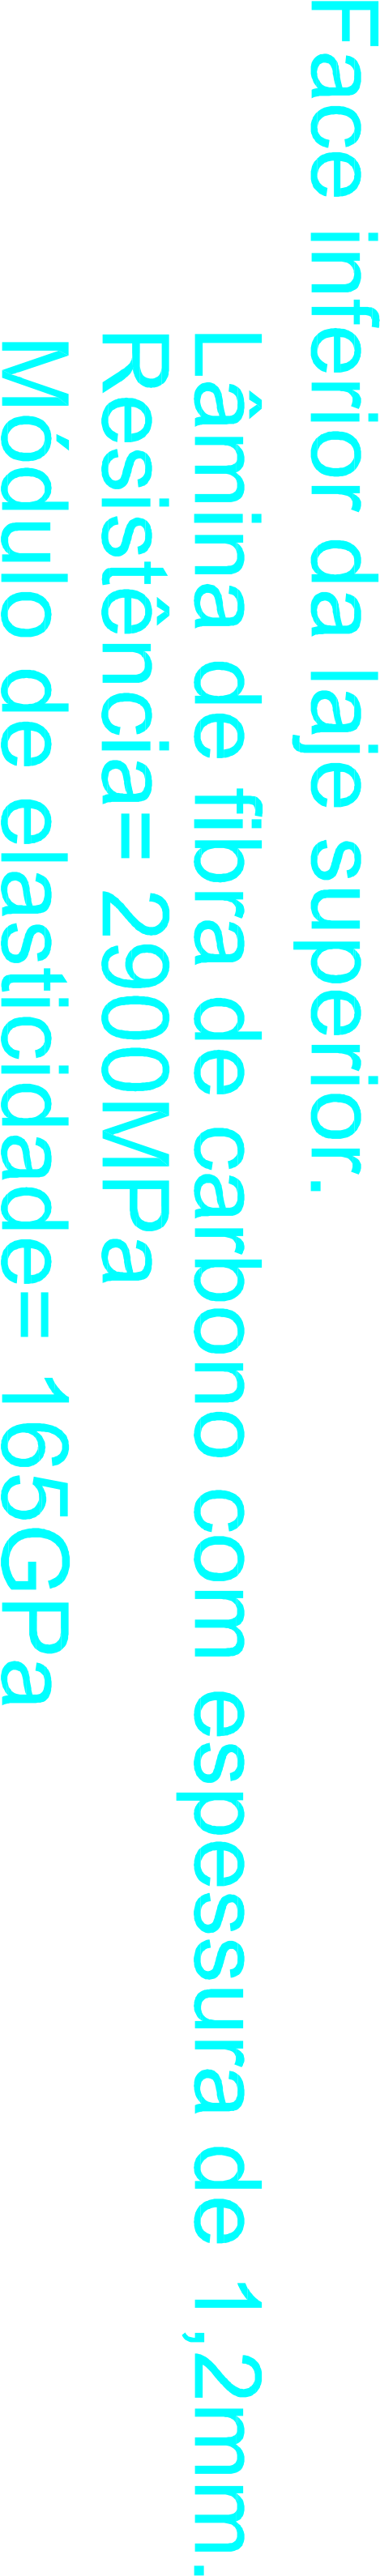 Face inferior da laje superior.
Lâmina de fibra de carbono com espessura de 1,2mm.
Resistência= 2900MPa
Módulo de elasticidade= 165GPa